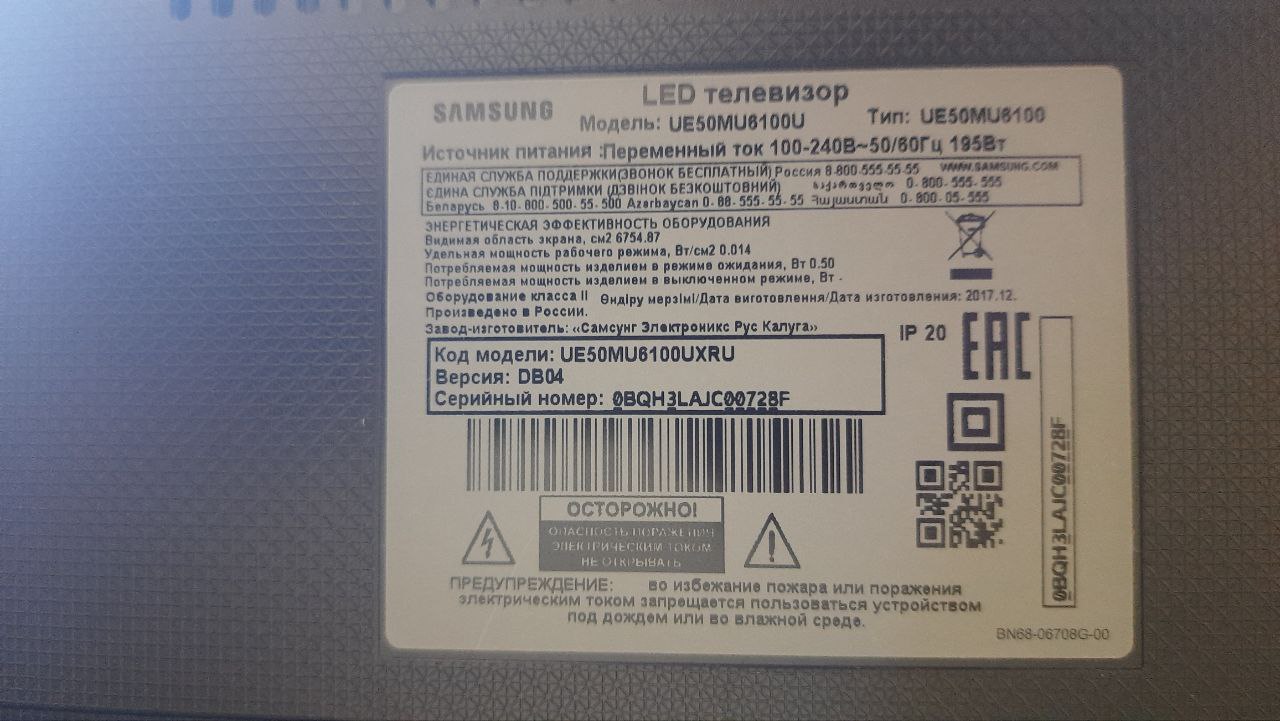 SAMSUNG
LED телевизор
Модель: UE50MU6100U
Тип: UE50MU6100
Источник питания :Переменный ток 100-240В~50/60Гц 195Вт
ЕДИНАЯ СЛУЖБА ПОДДЕРЖКИ(ЗВОНОК БЕСПЛАТНЫЙ) Россия 8-800-555-55-55 WWW.SAMSUNG.COM
ЄДИНА СЛУЖБА ПІДТРИМКИ (ДЗВІНОК БЕЗКОШТОВНИЙ) საქართველო 0-800-555-555
Беларусь 8-10-800-500-55-500 Azərbaycan 0-88-555-55-55 Հայաստան 0-800-05-555
ЭНЕРГЕТИЧЕСКАЯ ЭФФЕКТИВНОСТЬ ОБОРУДОВАНИЯ
Видимая область экрана, см2 6754.87
Удельная мощность рабочего режима, Вт/см2 0.014
Потребляемая мощность изделием в режиме ожидания, Вт 0.50
Потребляемая мощность изделием в выключенном режиме, Вт -
Оборудование класса II Өндіру мерзімі/Дата виготовлення/Дата изготовления: 2017.12.
Произведено в России.
Завод-изготовитель: «Самсунг Электроникс Рус Калуга»
IP 20
EAC
Код модели: UE50MU6100UXRU
Версия: DB04
Серийный номер: 0BQH3LAJC00728F
0BQH3LAJC00728F
ОСТОРОЖНО!
ОПАСНОСТЬ ПОРАЖЕНИЯ
ЭЛЕКТРИЧЕСКИМ ТОКОМ
НЕ ОТКРЫВАТЬ
ПРЕДУПРЕЖДЕНИЕ: во избежание пожара или поражения
электрическим током запрещается пользоваться устройством
под дождем или во влажной среде.
BN68-06708G-00